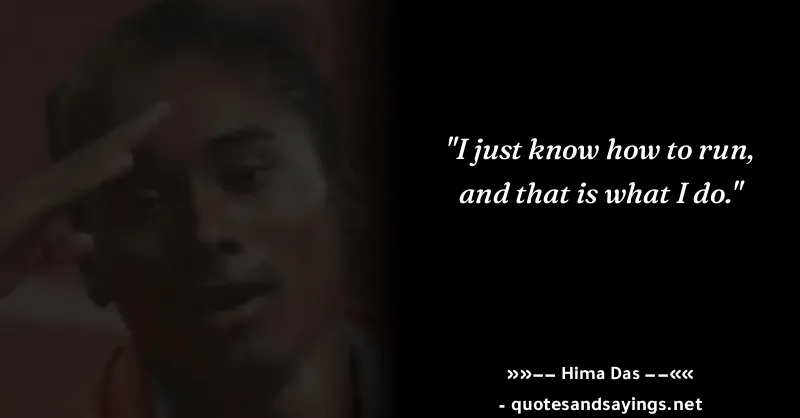 "I just know how to run,
and that is what I do."
»»–– Hima Das ––««
- quotesandsayings.net